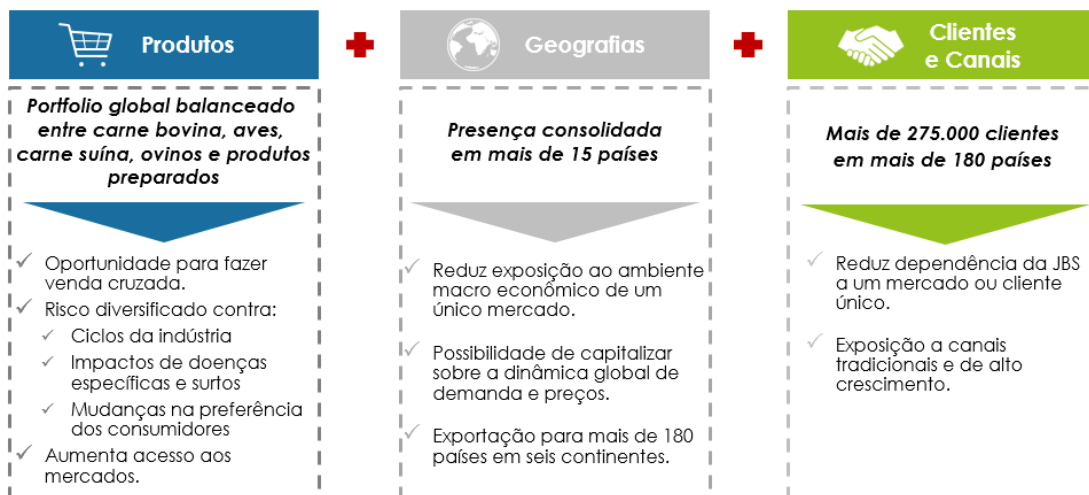 Produtos
Portfolio global balanceado
entre carne bovina, aves,
carne suína, ovinos e produtos
preparados
✓ Oportunidade para fazer
venda cruzada.
✓ Risco diversificado contra:
✓ Ciclos da indústria
✓ Impactos de doenças
específicas e surtos
✓ Mudanças na preferência
dos consumidores
✓ Aumenta acesso aos
mercados.
Geografias
Presença consolidada
em mais de 15 países
✓ Reduz exposição ao ambiente
macro econômico de um
único mercado.
✓ Possibilidade de capitalizar
sobre a dinâmica global de
demanda e preços.
✓ Exportação para mais de 180
países em seis continentes.
Clientes
e Canais
Mais de 275.000 clientes
em mais de 180 países
✓ Reduz dependência da JBS
a um mercado ou cliente
único.
✓ Exposição a canais
tradicionais e de alto
crescimento.